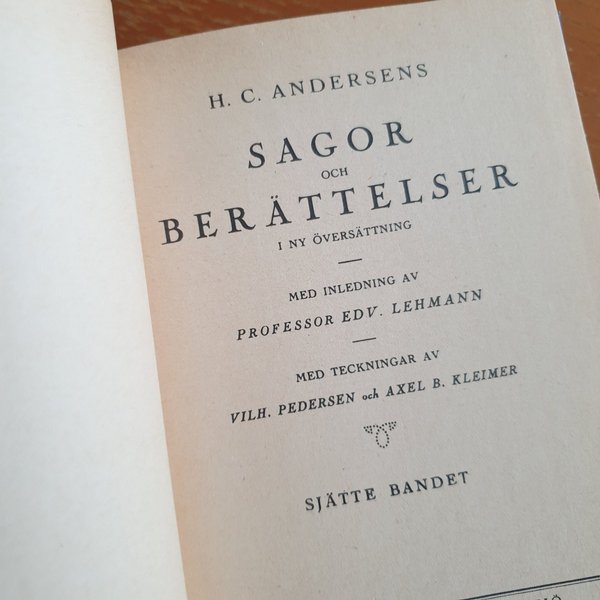 H. C. ANDERSENS
SAGOR
OCH
BERÄTTELSER
I NY ÖVERSÄTTNING
MED INLEDNING AV
PROFESSOR EDV. LEHMANN
MED TECKNINGAR AV
VILH. PEDERSEN och AXEL B. KLEIMER
SJÄTTE BANDET